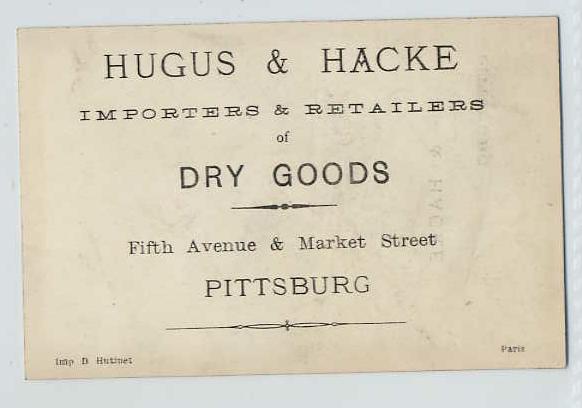 HUGUS & HACKE
IMPORTERS & RETAILERS
of
DRY GOODS
Fifth Avenue & Market Street
PITTSBURG
Imp D Hutinet
Paris